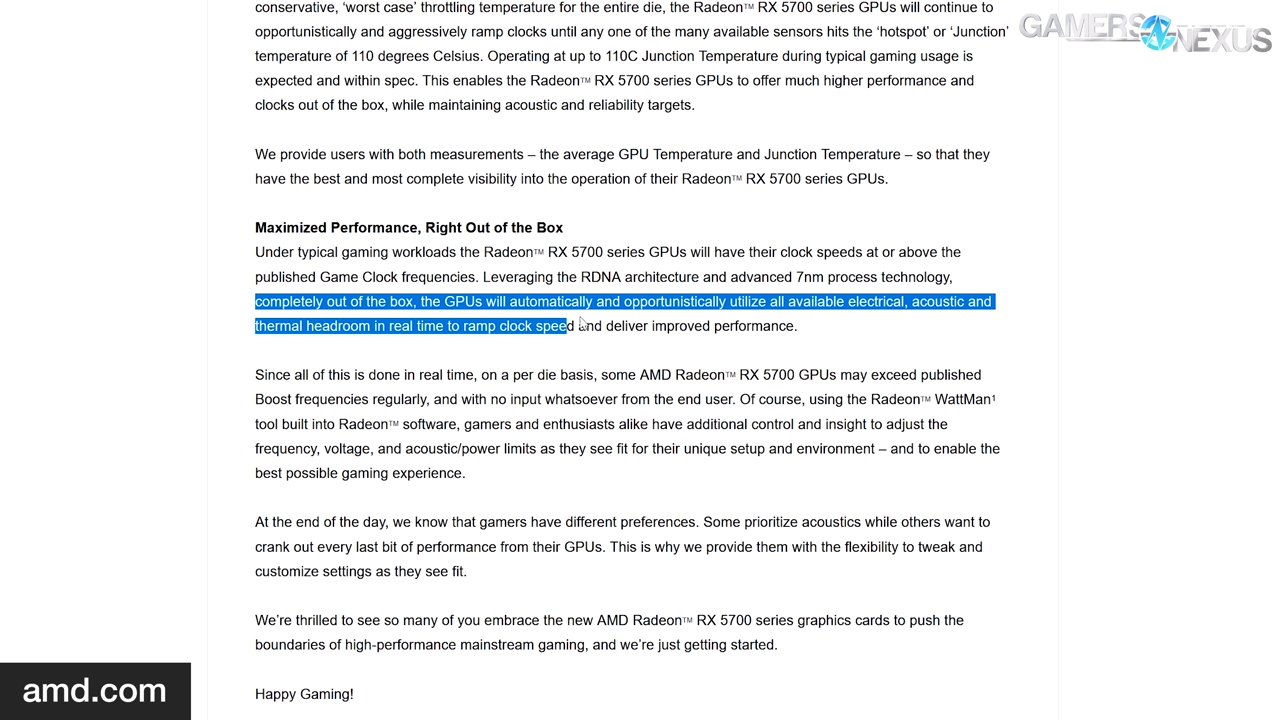 conservative, ‘worst case’ throttling temperature for the entire die, the Radeon™ RX 5700 series GPUs will continue to
opportunistically and aggressively ramp clocks until any one of the many available sensors hits the ‘hotspot’ or ‘Junction’
temperature of 110 degrees Celsius. Operating at up to 110C Junction Temperature during typical gaming usage is
expected and within spec. This enables the Radeon™ RX 5700 series GPUs to offer much higher performance and
clocks out of the box, while maintaining acoustic and reliability targets.
We provide users with both measurements – the average GPU Temperature and Junction Temperature – so that they
have the best and most complete visibility into the operation of their Radeon™ RX 5700 series GPUs.
Maximized Performance, Right Out of the Box
Under typical gaming workloads the Radeon™ RX 5700 series GPUs will have their clock speeds at or above the
published Game Clock frequencies. Leveraging the RDNA architecture and advanced 7nm process technology,
completely out of the box, the GPUs will automatically and opportunistically utilize all available electrical, acoustic and
thermal headroom in real time to ramp clock speed and deliver improved performance.
Since all of this is done in real time, on a per die basis, some AMD Radeon™ RX 5700 GPUs may exceed published
Boost frequencies regularly, and with no input whatsoever from the end user. Of course, using the Radeon™ WattMan¹
tool built into Radeon™ software, gamers and enthusiasts alike have additional control and insight to adjust the
frequency, voltage, and acoustic/power limits as they see fit for their unique setup and environment – and to enable the
best possible gaming experience.
At the end of the day, we know that gamers have different preferences. Some prioritize acoustics while others want to
crank out every last bit of performance from their GPUs. This is why we provide them with the flexibility to tweak and
customize settings as they see fit.
We’re thrilled to see so many of you embrace the new AMD Radeon™ RX 5700 series graphics cards to push the
boundaries of high-performance mainstream gaming, and we’re just getting started.
Happy Gaming!
GAMERS NEXUS
amd.com